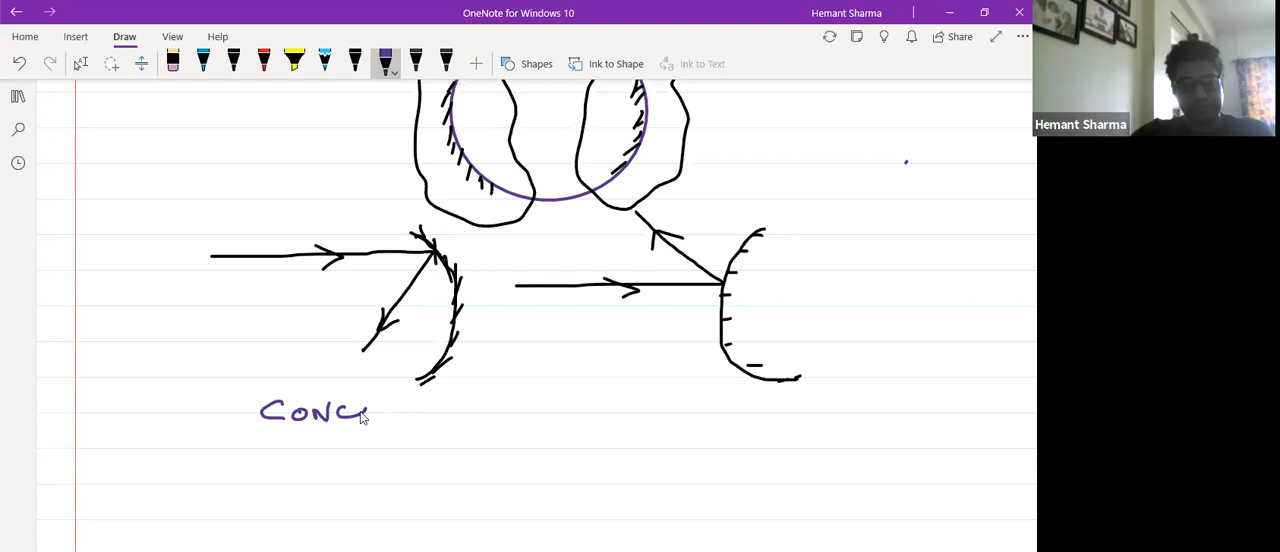 OneNote for Windows 10
Hemant Sharma
Home Insert Draw View Help
Share
Shapes
Ink to Shape
Ink to Text
Hemant Sharma
CONC